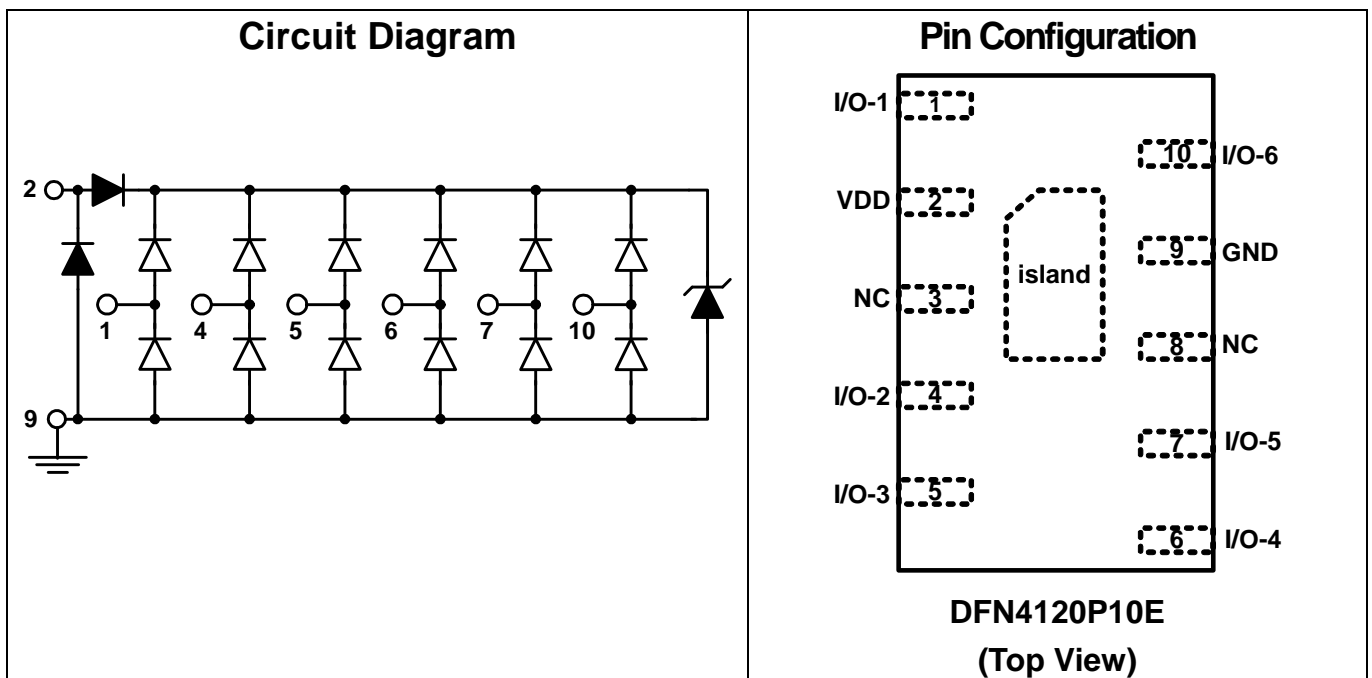 Circuit Diagram
2
1 4 5 6 7 10
9
Pin Configuration
I/O-1 1
10 I/O-6
VDD 2
9 GND
island
NC 3
8 NC
I/O-2 4
7 I/O-5
I/O-3 5
6 I/O-4
DFN4120P10E
(Top View)